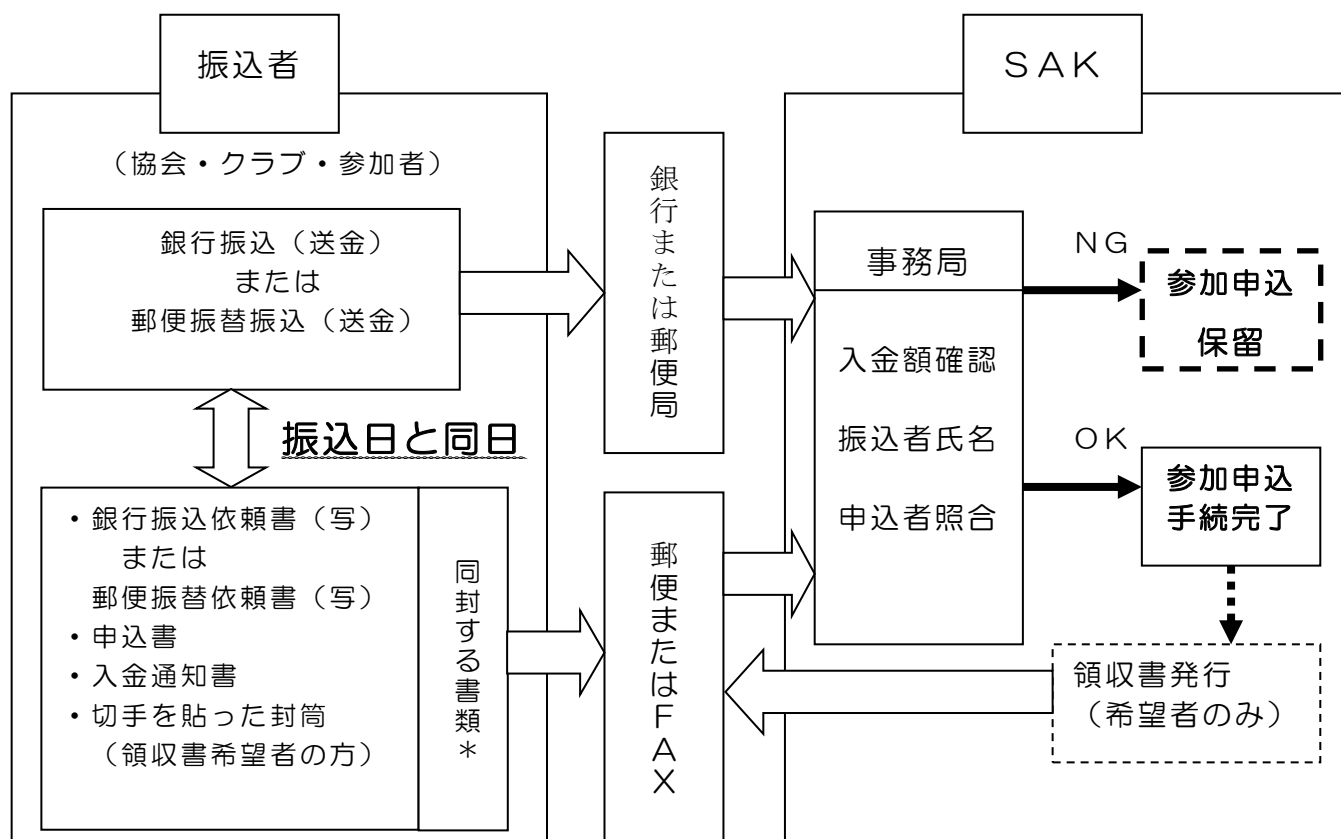 振込者
（協会・クラブ・参加者）
銀行振込（送金）
または
郵便振替振込（送金）
振込日と同日
・銀行振込依頼書（写）
または
郵便振替依頼書（写）
・申込書
・入金通知書
・切手を貼った封筒
（領収書希望者の方）
同封する書類＊
銀行または郵便局
郵便またはＦＡＸ
ＳＡＫ
事務局
入金額確認
振込者氏名
申込者照合
ＮＧ
参加申込
保留
ＯＫ
参加申込
手続完了
領収書発行
（希望者のみ）